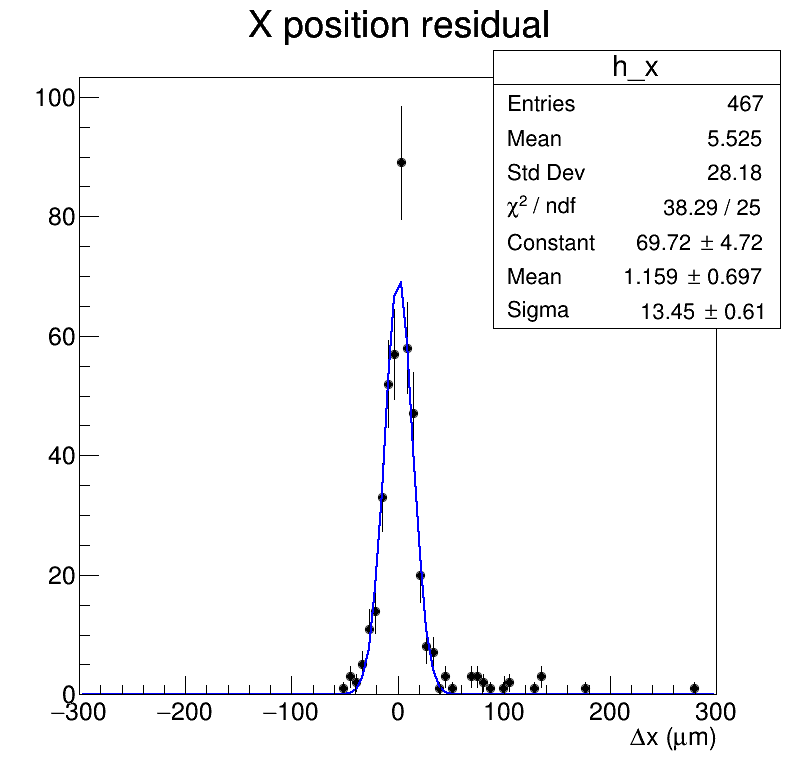 X position residual
h_x
Entries 467
Mean 5.525
Std Dev 28.18
χ² / ndf 38.29 / 25
Constant 69.72 ± 4.72
Mean 1.159 ± 0.697
Sigma 13.45 ± 0.61
100
80
60
40
20
0
−300 −200 −100 0 100 200 300
Δx (μm)